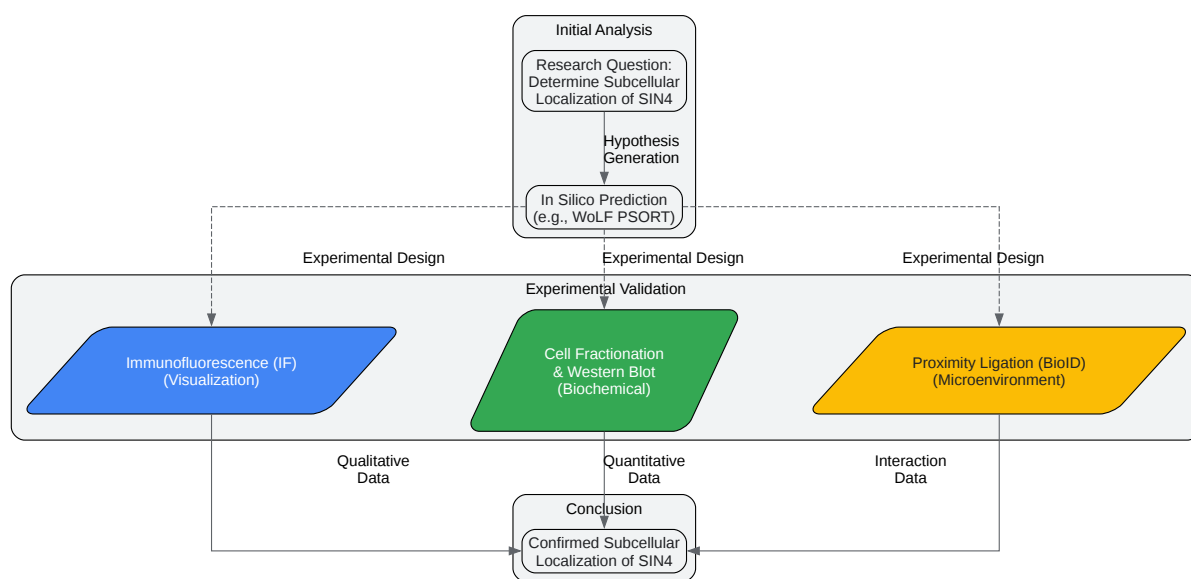 Initial Analysis
Research Question:
Determine Subcellular
Localization of SIN4
Hypothesis
Generation
In Silico Prediction
(e.g., WoLF PSORT)
Experimental Design
Experimental Design
Experimental Design
Experimental Validation
Immunofluorescence (IF)
(Visualization)
Cell Fractionation
& Western Blot
(Biochemical)
Proximity Ligation (BioID)
(Microenvironment)
Qualitative
Data
Quantitative
Data
Interaction
Data
Conclusion
Confirmed Subcellular
Localization of SIN4